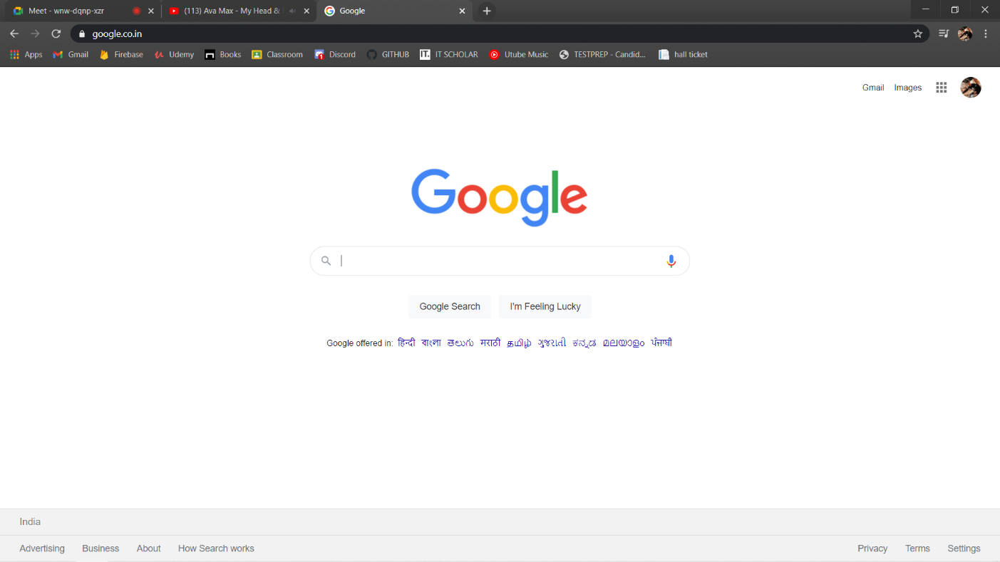 Meet - wnw-dqnp-xzr
(113) Ava Max - My Head &
Google
google.co.in
Apps Gmail Firebase Udemy Books Classroom 1 Discord GITHUB IT. IT SCHOLAR Utube Music TESTPREP - Candid... hall ticket
Gmail Images
Google
Google Search I'm Feeling Lucky
Google offered in: हिन्दी বাংলা తెలుగు मराठी தமிழ் ગુજરાતી ಕನ್ನಡ മലയാളം ਪੰਜਾਬੀ
India
Advertising Business About How Search works Privacy Terms Settings